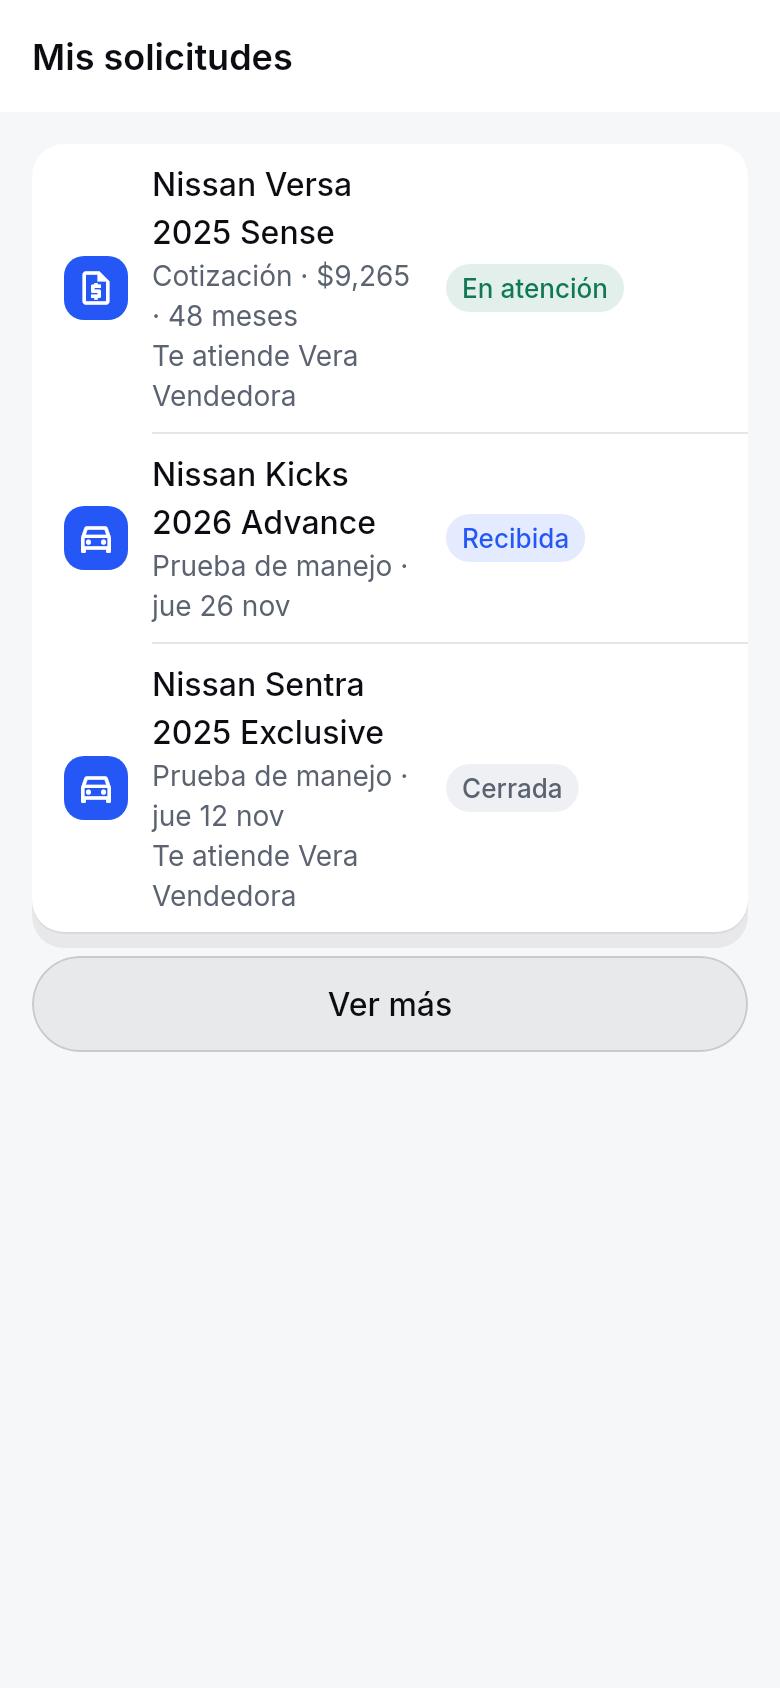 Mis solicitudes
Nissan Versa
2025 Sense
Cotización · $9,265
· 48 meses
Te atiende Vera
Vendedora
En atención
Nissan Kicks
2026 Advance
Prueba de manejo ·
jue 26 nov
Recibida
Nissan Sentra
2025 Exclusive
Prueba de manejo ·
jue 12 nov
Te atiende Vera
Vendedora
Cerrada
Ver más